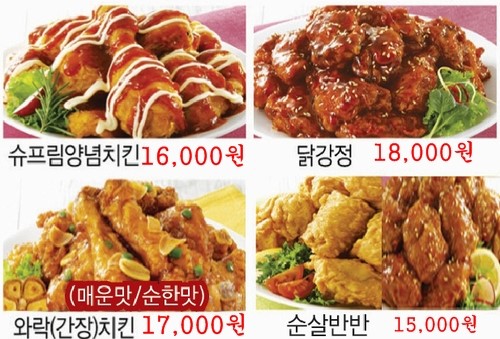 슈프림양념치킨 16,000원
닭강정 18,000원
(매운맛/순한맛)
와락(간장)치킨 17,000원
순살반반 15,000원